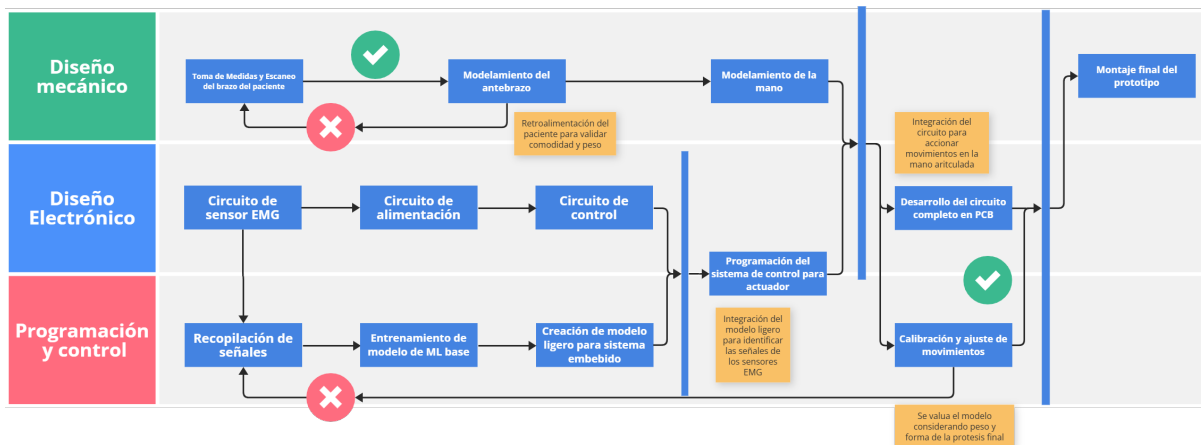 Diseño
mecánico
Toma de Medidas y Escaneo
del brazo del paciente
Modelamiento del
antebrazo
Modelamiento de la
mano
Montaje final del
prototipo
Retroalimentación del
paciente para validar
comodidad y peso
Integración del
circuito para
accionar
movimientos en la
mano aritculada
Diseño
Electrónico
Circuito de
sensor EMG
Circuito de
alimentación
Circuito de
control
Desarrollo del circuito
completo en PCB
Programación del
sistema de control para
actuador
Programación
y control
Recopilación de
señales
Entrenamiento de
modelo de ML base
Creación de modelo
ligero para sistema
embebido
Integración del
modelo ligero
para identificar
las señales de
los sensores
EMG
Calibración y ajuste de
movimientos
Se valua el modelo
considerando peso y
forma de la protesis final